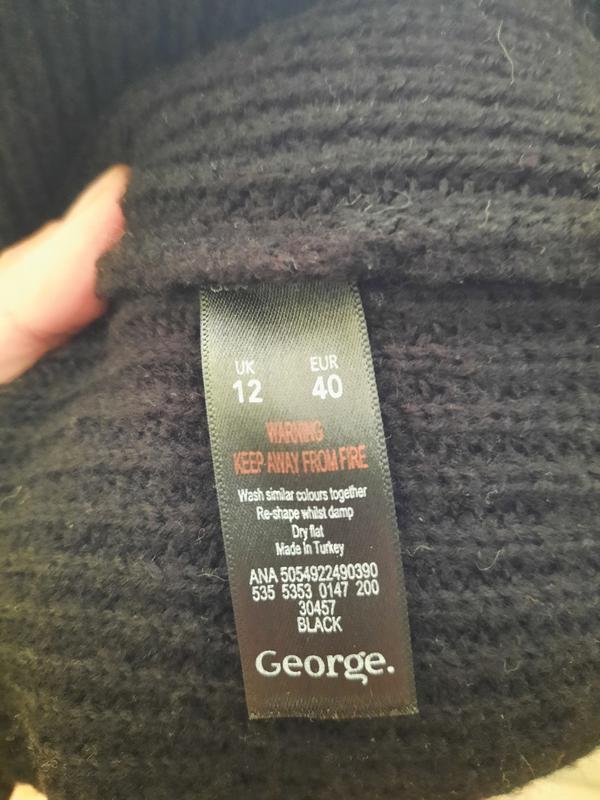 UK EUR
12 40
WARNING
KEEP AWAY FROM FIRE
Wash similar colours together
Re-shape whilst damp
Dry flat
Made In Turkey
ANA 5054922490390
535 5353 0147 200
30457
BLACK
George.